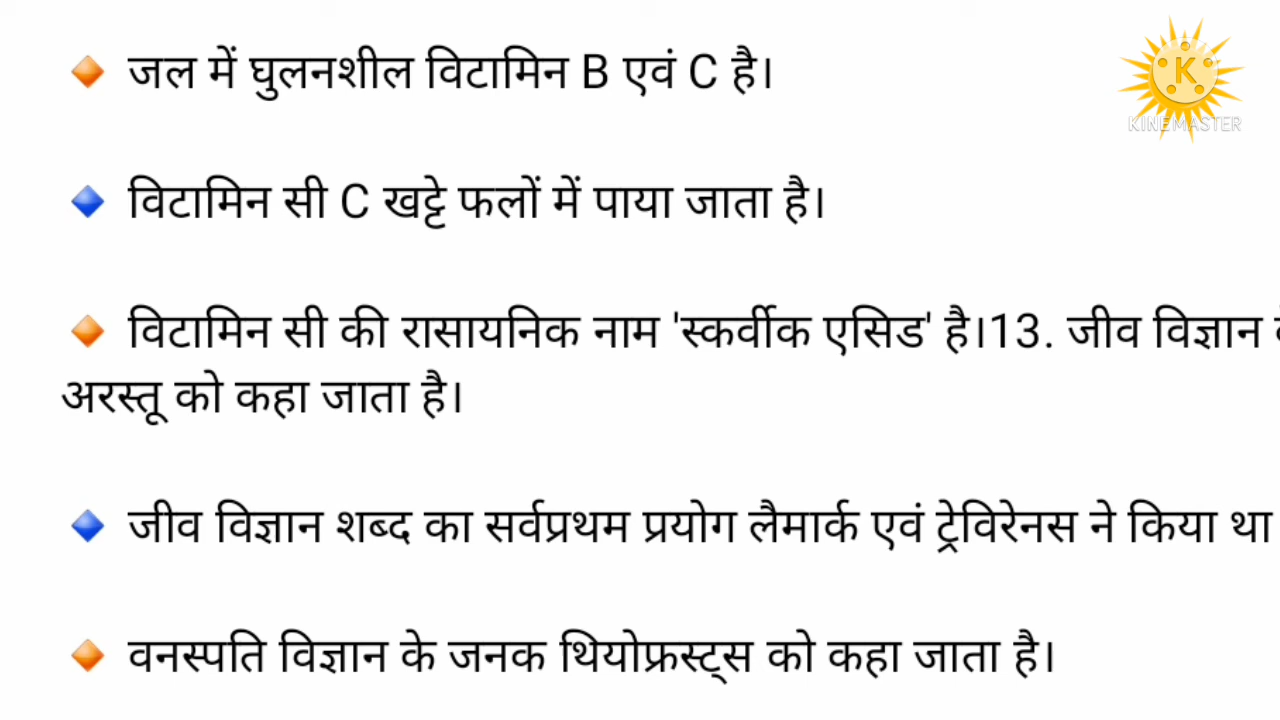 जल में घुलनशील विटामिन B एवं C है।
विटामिन सी C खट्टे फलों में पाया जाता है।
विटामिन सी की रासायनिक नाम 'स्कर्वीक एसिड' है।13. जीव विज्ञान
अरस्तू को कहा जाता है।
जीव विज्ञान शब्द का सर्वप्रथम प्रयोग लैमार्क एवं ट्रेविरेनस ने किया था
वनस्पति विज्ञान के जनक थियोफ्रस्ट्स को कहा जाता है।
K
KINEMASTER